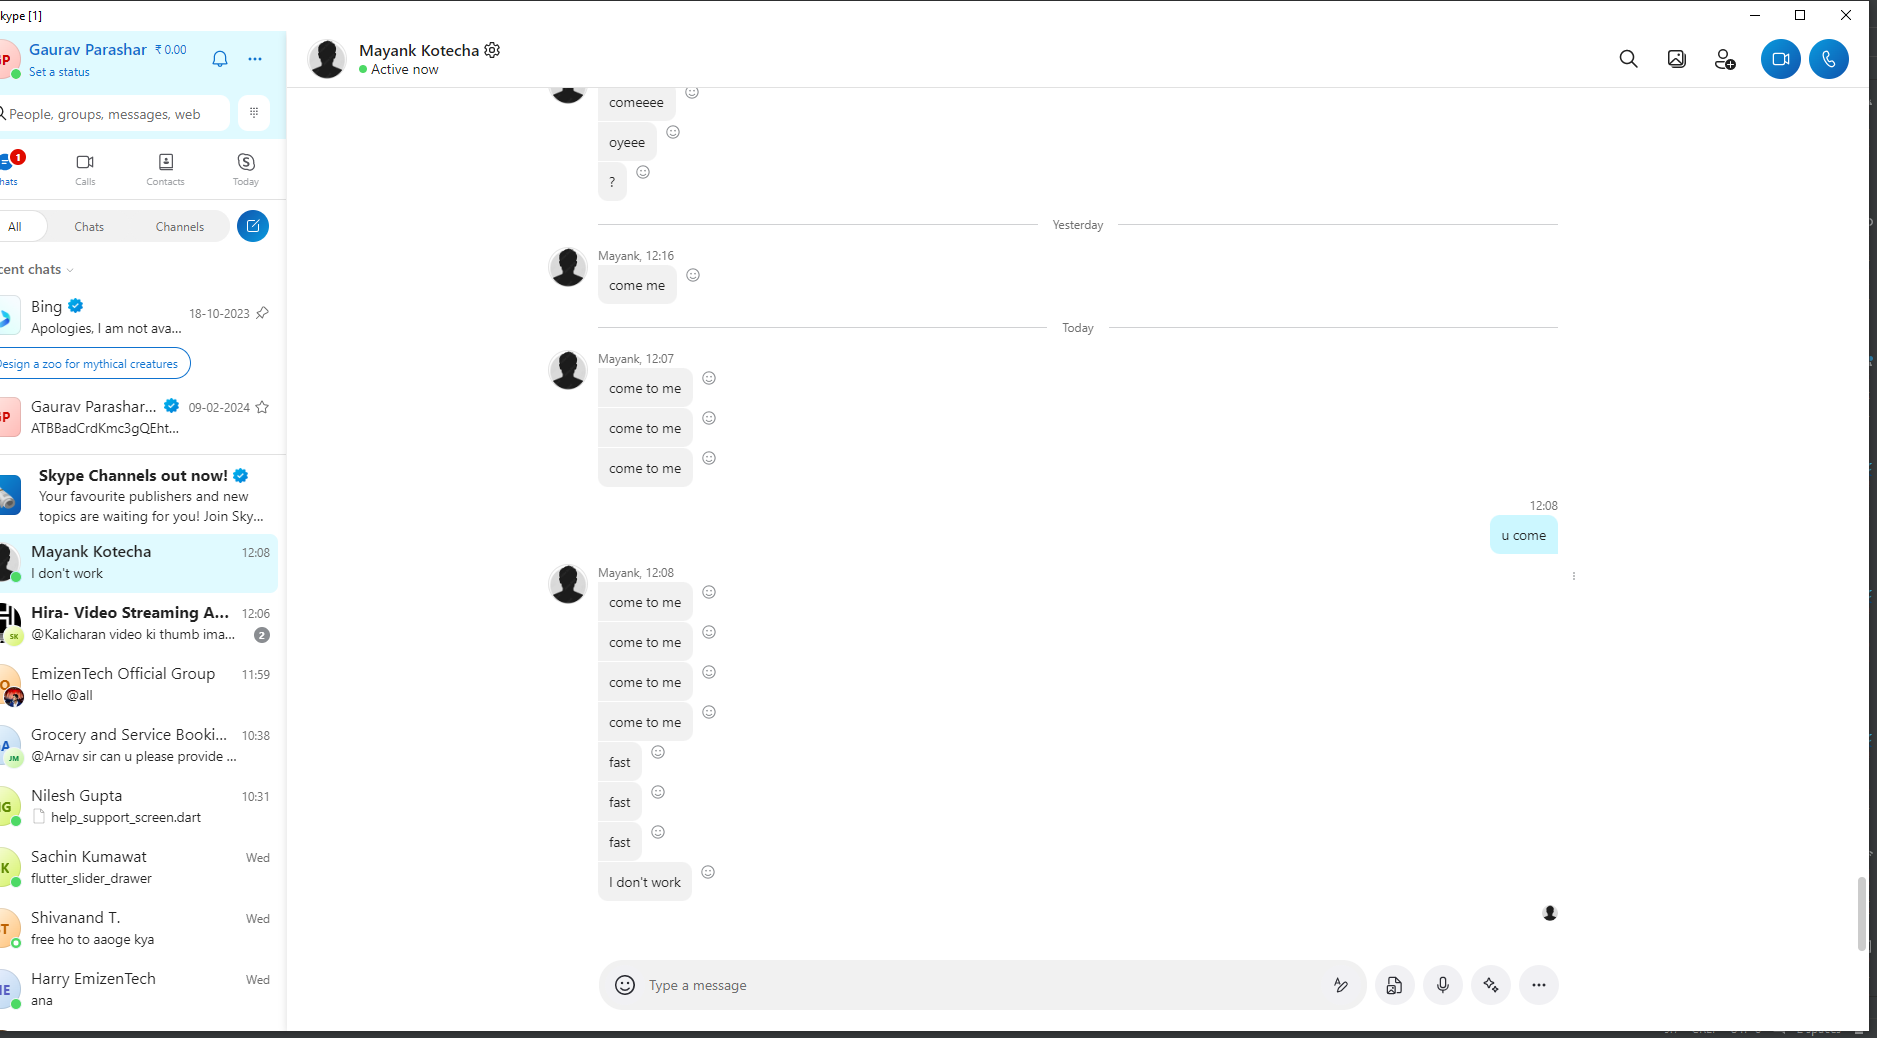 kype [1]
GP
Gaurav Parashar ₹ 0.00
Set a status
People, groups, messages, web
1
hats
Calls
Contacts
Today
All
Chats
Channels
cent chats
Bing
18-10-2023
Apologies, I am not ava...
Design a zoo for mythical creatures
GP
Gaurav Parashar...
09-02-2024
ATBBadCrdKmc3gQEht...
Skype Channels out now!
Your favourite publishers and new
topics are waiting for you! Join Sky...
Mayank Kotecha
12:08
I don't work
Hira- Video Streaming A...
12:06
SK
@Kalicharan video ki thumb ima...
2
EmizenTech Official Group
11:59
O
Hello @all
Grocery and Service Booki...
10:38
A
JM
@Arnav sir can u please provide ...
Nilesh Gupta
10:31
NG
help_support_screen.dart
Sachin Kumawat
Wed
K
flutter_slider_drawer
Shivanand T.
Wed
ST
free ho to aaoge kya
Harry EmizenTech
Wed
HE
ana
Mayank Kotecha
Active now
comeeee
oyeee
?
Yesterday
Mayank, 12:16
come me
Today
Mayank, 12:07
come to me
come to me
come to me
12:08
u come
Mayank, 12:08
come to me
come to me
come to me
come to me
fast
fast
fast
I don't work
Type a message